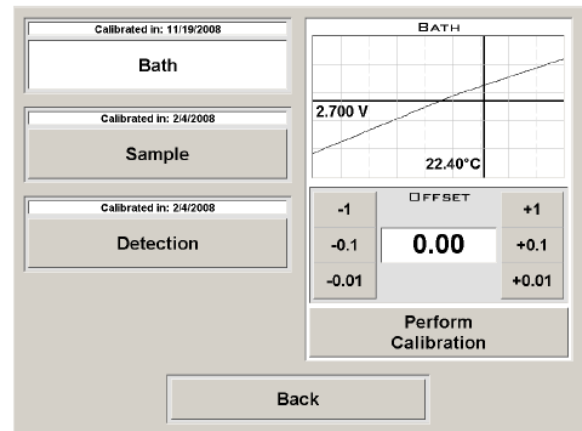 Calibrated in: 11/19/2008
Bath
Calibrated in: 2/4/2008
Sample
Calibrated in: 2/4/2008
Detection
BATH
2.700 V
22.40°C
OFFSET
-1
+1
-0.1
0.00
+0.1
-0.01
+0.01
Perform
Calibration
Back